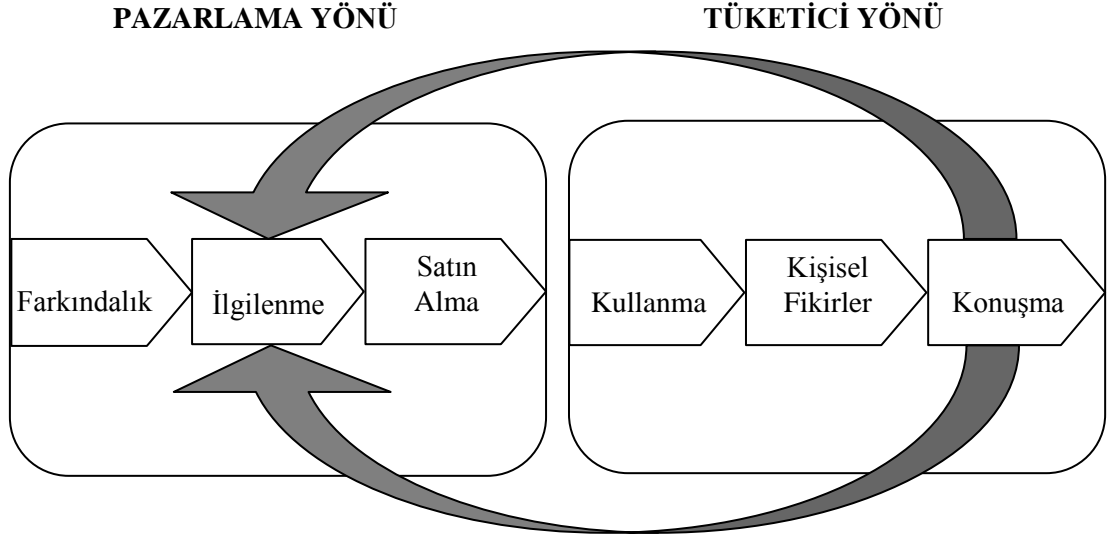 PAZARLAMA YÖNÜ
TÜKETİCİ YÖNÜ
Farkındalık
İlgilenme
Satın
Alma
Kullanma
Kişisel
Fikirler
Konuşma